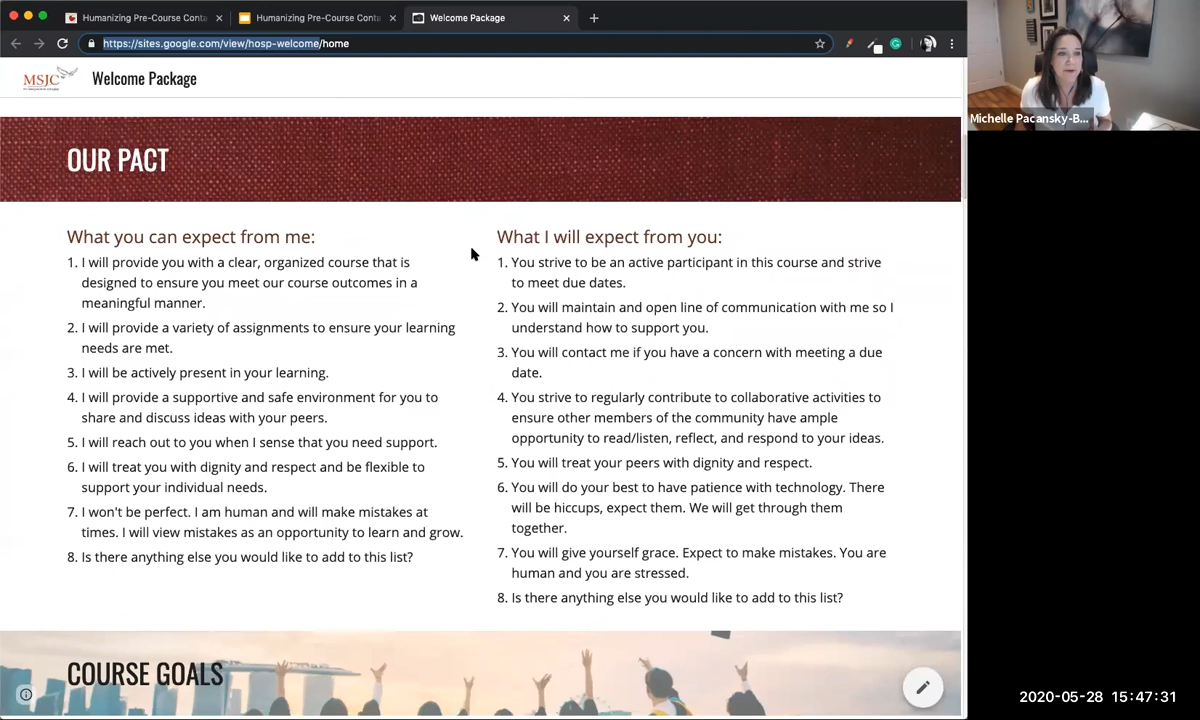 Humanizing Pre-Course Conta
Humanizing Pre-Course Conta
Welcome Package
https://sites.google.com/view/hosp-welcome/home
MSJC
Welcome Package
OUR PACT
What you can expect from me:
1. I will provide you with a clear, organized course that is
designed to ensure you meet our course outcomes in a
meaningful manner.
2. I will provide a variety of assignments to ensure your learning
needs are met.
3. I will be actively present in your learning.
4. I will provide a supportive and safe environment for you to
share and discuss ideas with your peers.
5. I will reach out to you when I sense that you need support.
6. I will treat you with dignity and respect and be flexible to
support your individual needs.
7. I won't be perfect. I am human and will make mistakes at
times. I will view mistakes as an opportunity to learn and grow.
8. Is there anything else you would like to add to this list?
What I will expect from you:
1. You strive to be an active participant in this course and strive
to meet due dates.
2. You will maintain and open line of communication with me so I
understand how to support you.
3. You will contact me if you have a concern with meeting a due
date.
4. You strive to regularly contribute to collaborative activities to
ensure other members of the community have ample
opportunity to read/listen, reflect, and respond to your ideas.
5. You will treat your peers with dignity and respect.
6. You will do your best to have patience with technology. There
will be hiccups, expect them. We will get through them
together.
7. You will give yourself grace. Expect to make mistakes. You are
human and you are stressed.
8. Is there anything else you would like to add to this list?
COURSE GOALS
Michelle Pacansky-B...
2020-05-28 15:47:31